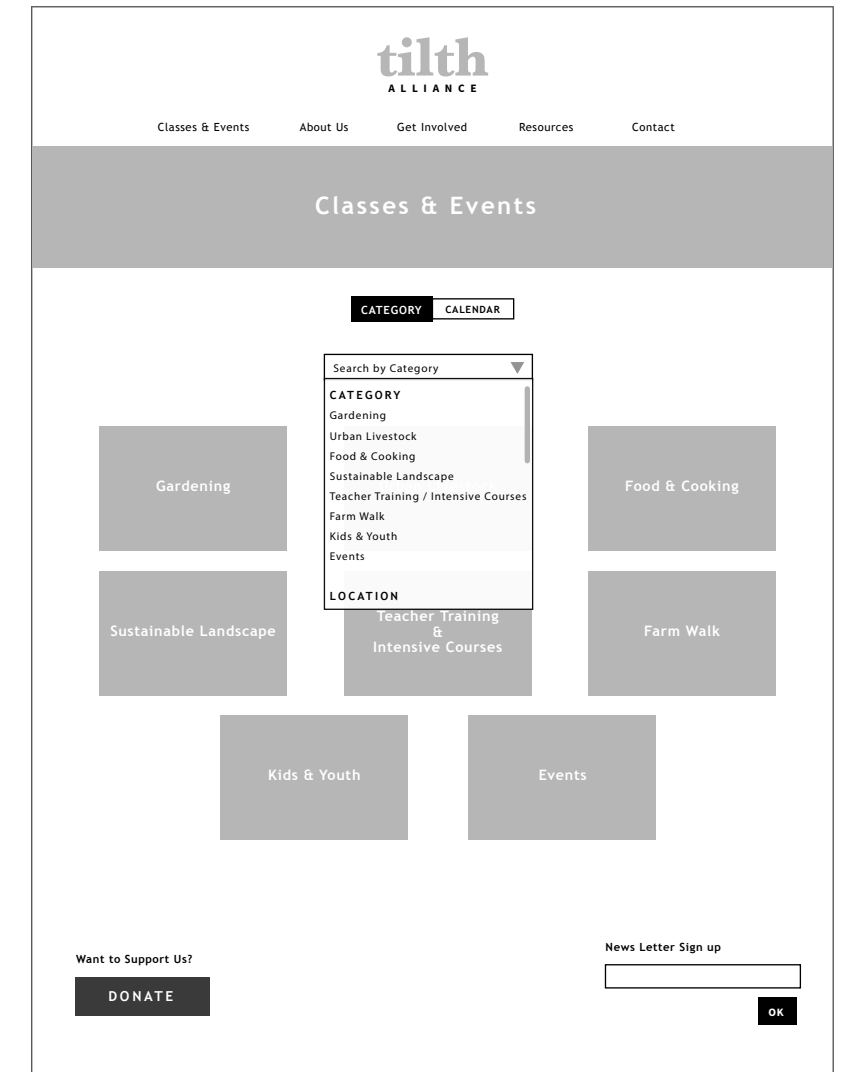 tilth
ALLIANCE
Classes & Events About Us Get Involved Resources Contact
Classes & Events
CATEGORY CALENDAR
Search by Category
CATEGORY
Gardening
Urban Livestock
Food & Cooking
Sustainable Landscape
Teacher Training / Intensive Courses
Farm Walk
Kids & Youth
Events
LOCATION
Gardening
Food & Cooking
Sustainable Landscape
Teacher Training
&
Intensive Courses
Farm Walk
Kids & Youth
Events
Want to Support Us?
DONATE
News Letter Sign up
OK